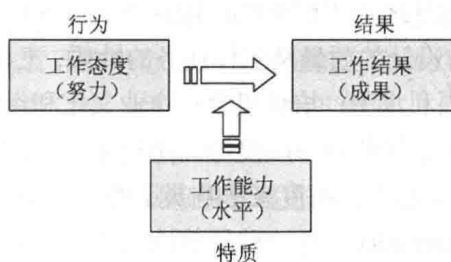 行为
结果
工作态度
（努力）
工作结果
（成果）
工作能力
（水平）
特质